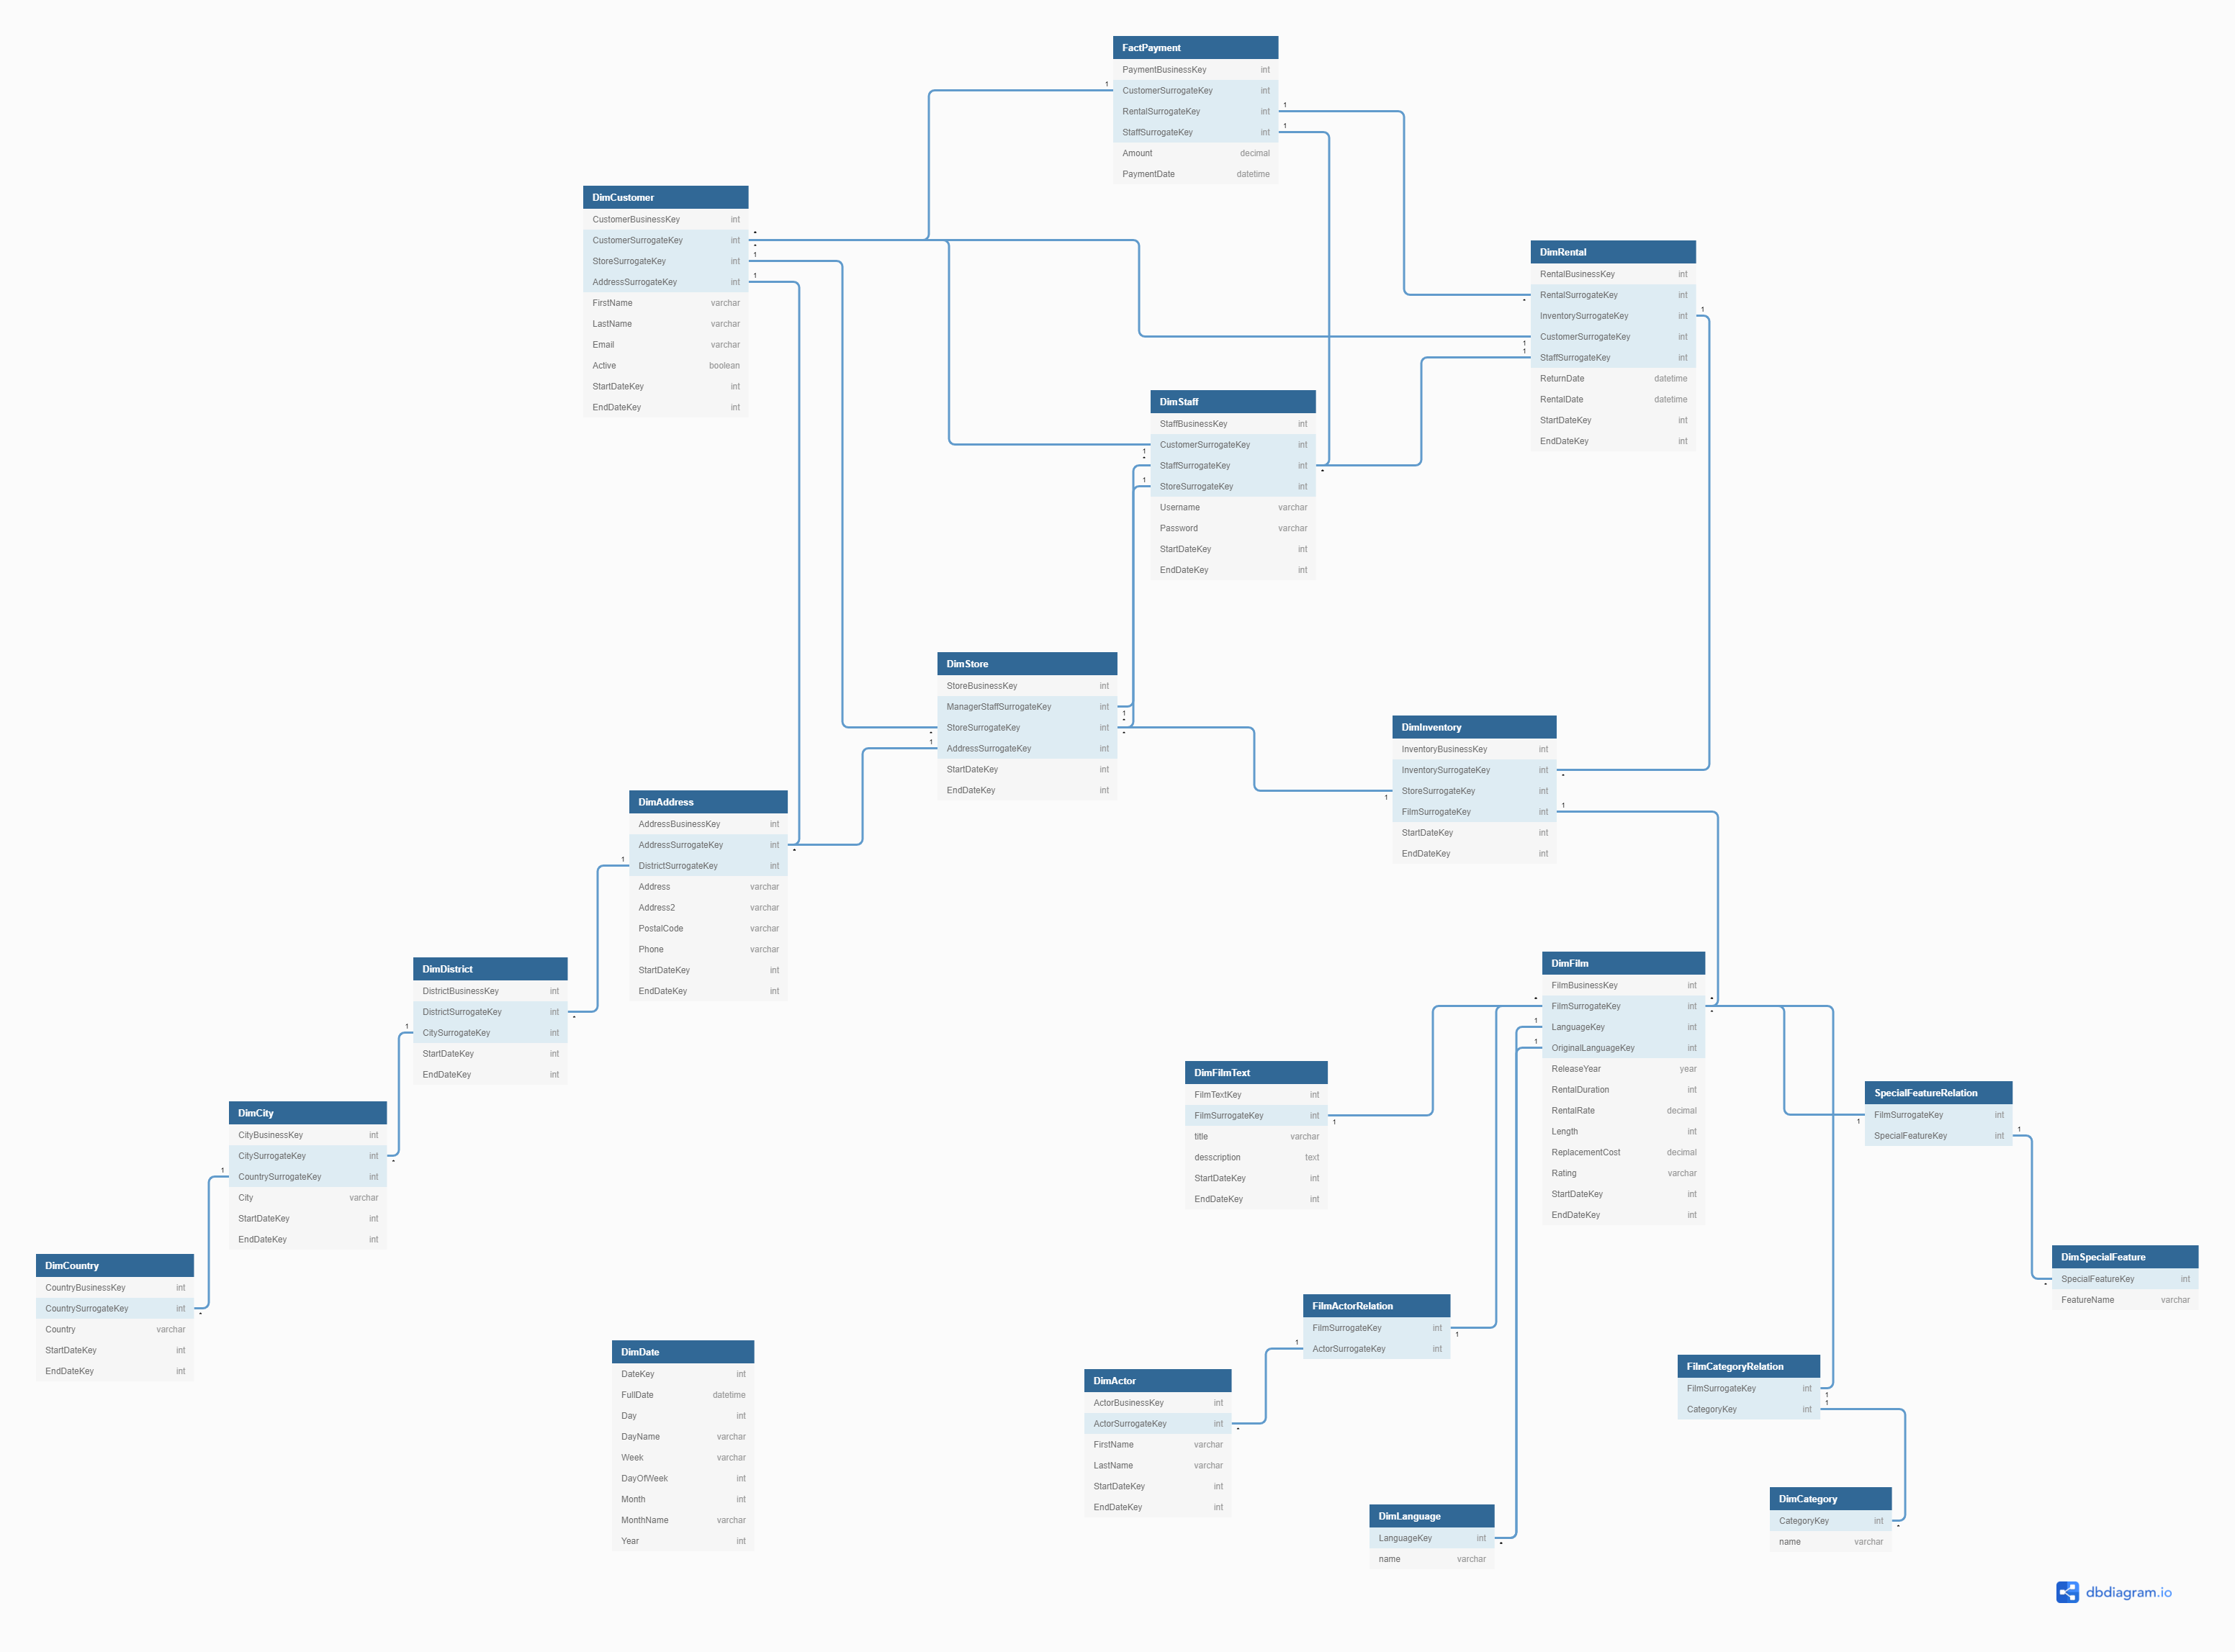 FactPayment
PaymentBusinessKey int
CustomerSurrogateKey int
RentalSurrogateKey int
StaffSurrogateKey int
Amount decimal
PaymentDate datetime
DimCustomer
CustomerBusinessKey int
CustomerSurrogateKey int
StoreSurrogateKey int
AddressSurrogateKey int
FirstName varchar
LastName varchar
Email varchar
Active boolean
StartDateKey int
EndDateKey int
DimRental
RentalBusinessKey int
RentalSurrogateKey int
InventorySurrogateKey int
CustomerSurrogateKey int
StaffSurrogateKey int
ReturnDate datetime
RentalDate datetime
StartDateKey int
EndDateKey int
DimStaff
StaffBusinessKey int
CustomerSurrogateKey int
StaffSurrogateKey int
StoreSurrogateKey int
Username varchar
Password varchar
StartDateKey int
EndDateKey int
DimStore
StoreBusinessKey int
ManagerStaffSurrogateKey int
StoreSurrogateKey int
AddressSurrogateKey int
StartDateKey int
EndDateKey int
DimInventory
InventoryBusinessKey int
InventorySurrogateKey int
StoreSurrogateKey int
FilmSurrogateKey int
StartDateKey int
EndDateKey int
DimAddress
AddressBusinessKey int
AddressSurrogateKey int
DistrictSurrogateKey int
Address varchar
Address2 varchar
PostalCode varchar
Phone varchar
StartDateKey int
EndDateKey int
DimDistrict
DistrictBusinessKey int
DistrictSurrogateKey int
CitySurrogateKey int
StartDateKey int
EndDateKey int
DimFilm
FilmBusinessKey int
FilmSurrogateKey int
LanguageKey int
OriginalLanguageKey int
ReleaseYear year
RentalDuration int
RentalRate decimal
Length int
ReplacementCost decimal
Rating varchar
StartDateKey int
EndDateKey int
DimFilmText
FilmTextKey int
FilmSurrogateKey int
title varchar
desscription text
StartDateKey int
EndDateKey int
SpecialFeatureRelation
FilmSurrogateKey int
SpecialFeatureKey int
DimCity
CityBusinessKey int
CitySurrogateKey int
CountrySurrogateKey int
City varchar
StartDateKey int
EndDateKey int
DimCountry
CountryBusinessKey int
CountrySurrogateKey int
Country varchar
StartDateKey int
EndDateKey int
DimSpecialFeature
SpecialFeatureKey int
FeatureName varchar
FilmActorRelation
FilmSurrogateKey int
ActorSurrogateKey int
DimDate
DateKey int
FullDate datetime
Day int
DayName varchar
Week varchar
DayOfWeek int
Month int
MonthName varchar
Year int
DimActor
ActorBusinessKey int
ActorSurrogateKey int
FirstName varchar
LastName varchar
StartDateKey int
EndDateKey int
FilmCategoryRelation
FilmSurrogateKey int
CategoryKey int
DimCategory
CategoryKey int
name varchar
DimLanguage
LanguageKey int
name varchar
dbdiagram.io